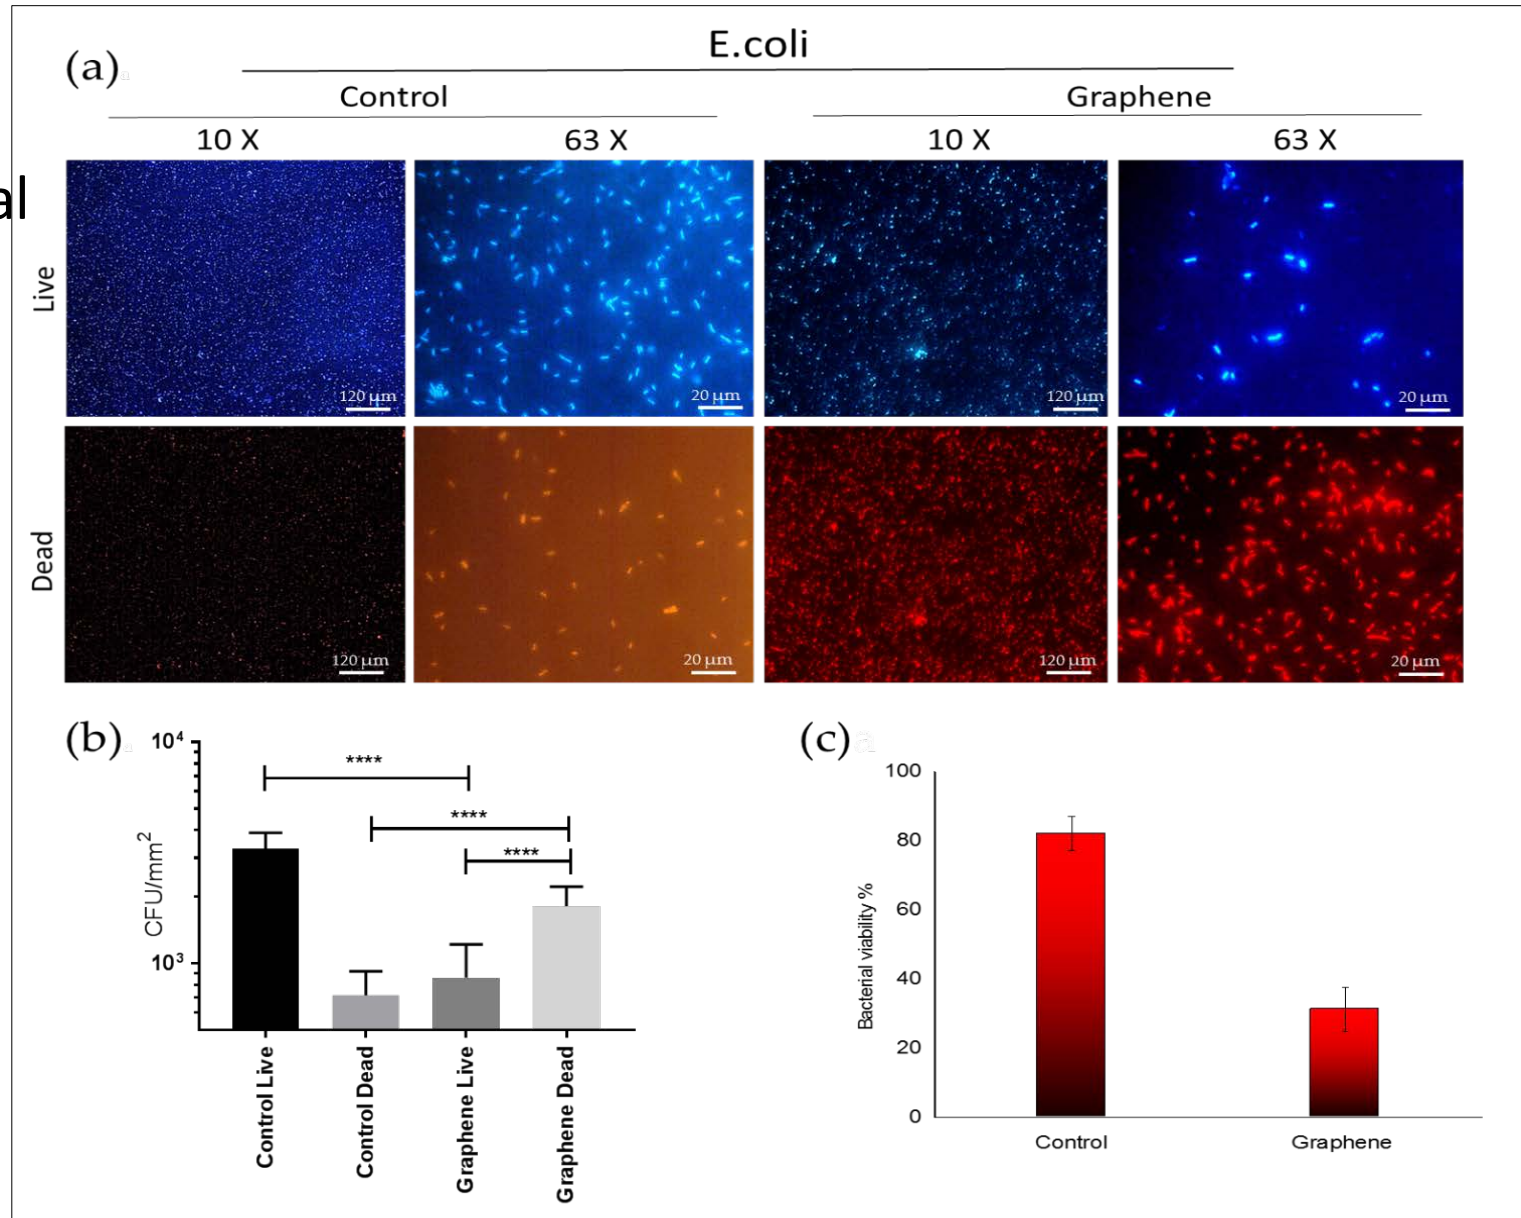 E.coli
(a)
Control
Graphene
10 X
63 X
10 X
63 X
al
Live
120 µm
20 µm
120 µm
20 µm
Dead
120 µm
20 µm
120 µm
20 µm
(b)
10⁴
10³
CFU/mm²
****
****
****
Control Live
Control Dead
Graphene Live
Graphene Dead
(c)
100
80
60
40
20
0
Bacterial viability %
Control
Graphene